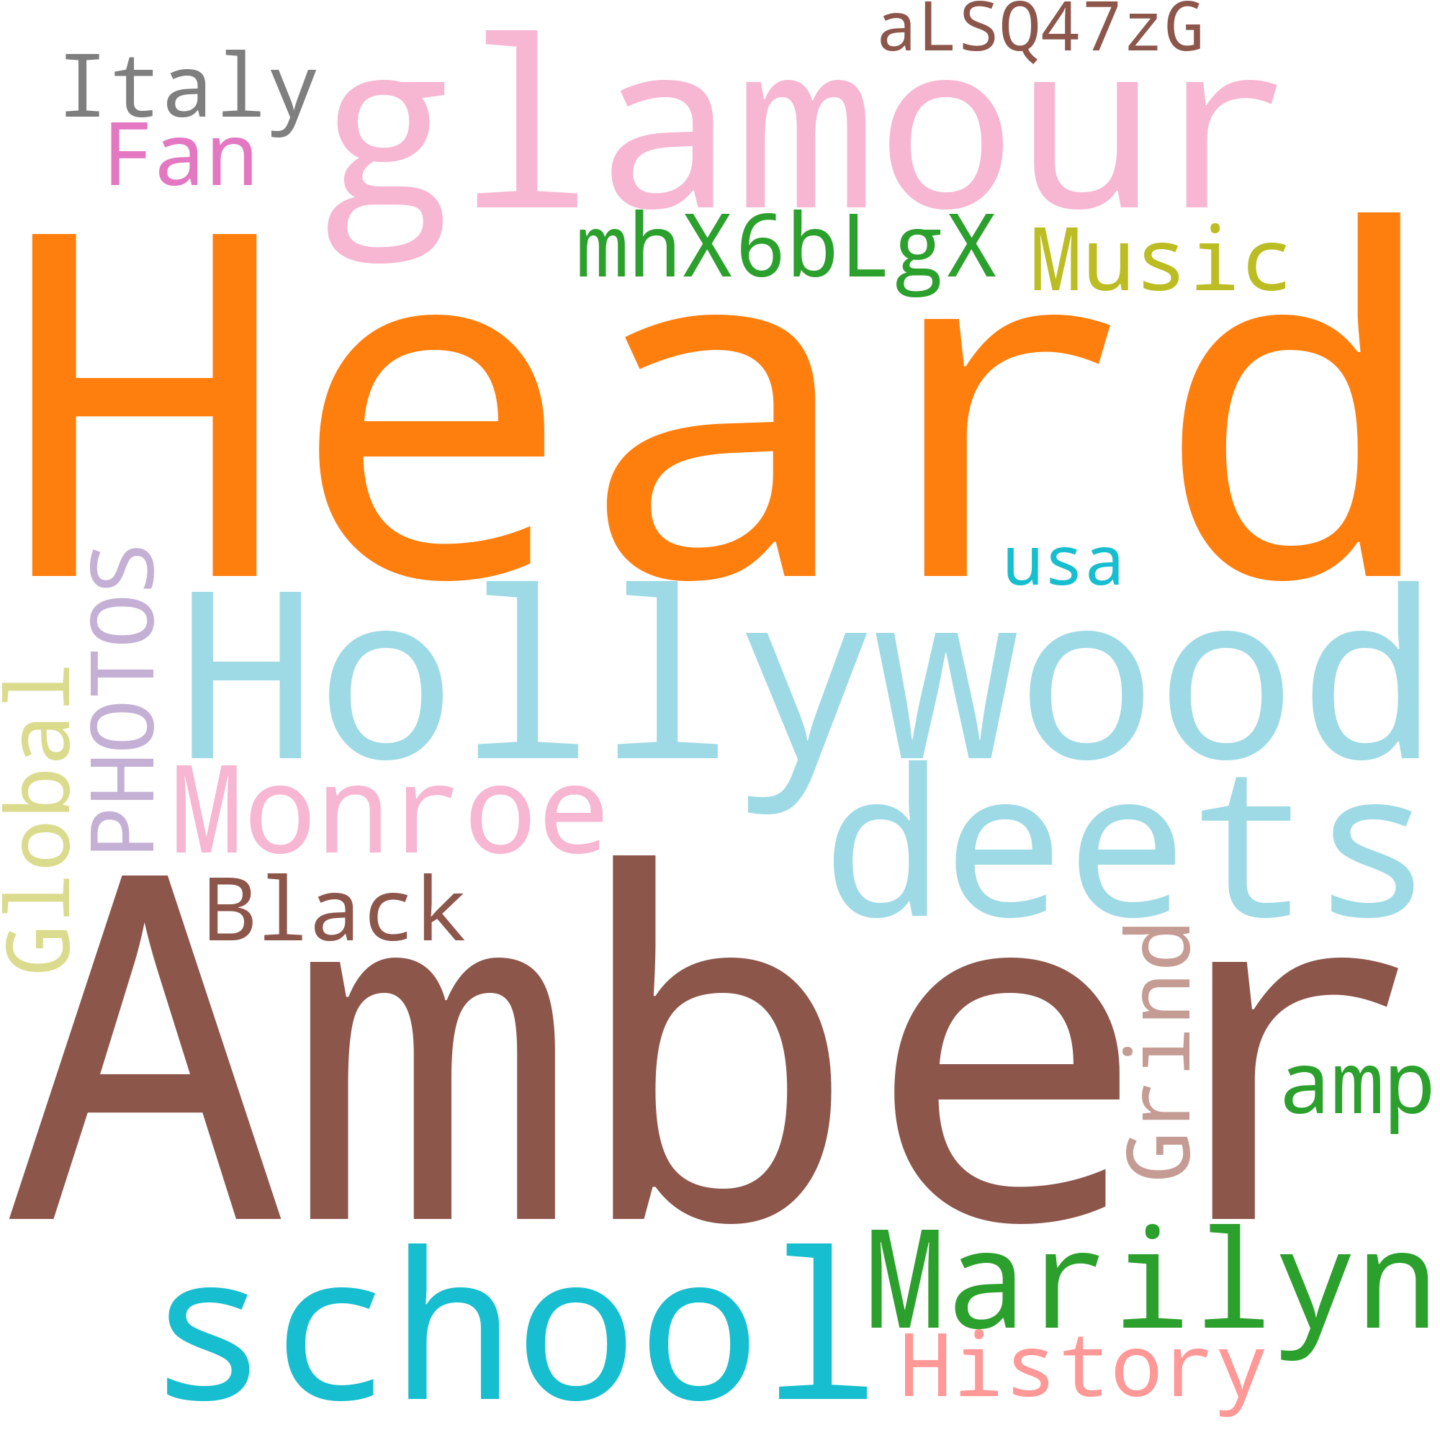 aLSQ47zG
Italy
glamour
Fan
mhX6bLgX
Music
Heard
usa
PHOTOS
Hollywood
Global
Monroe
deets
Black
Amber
Grind
amp
school
Marilyn
History